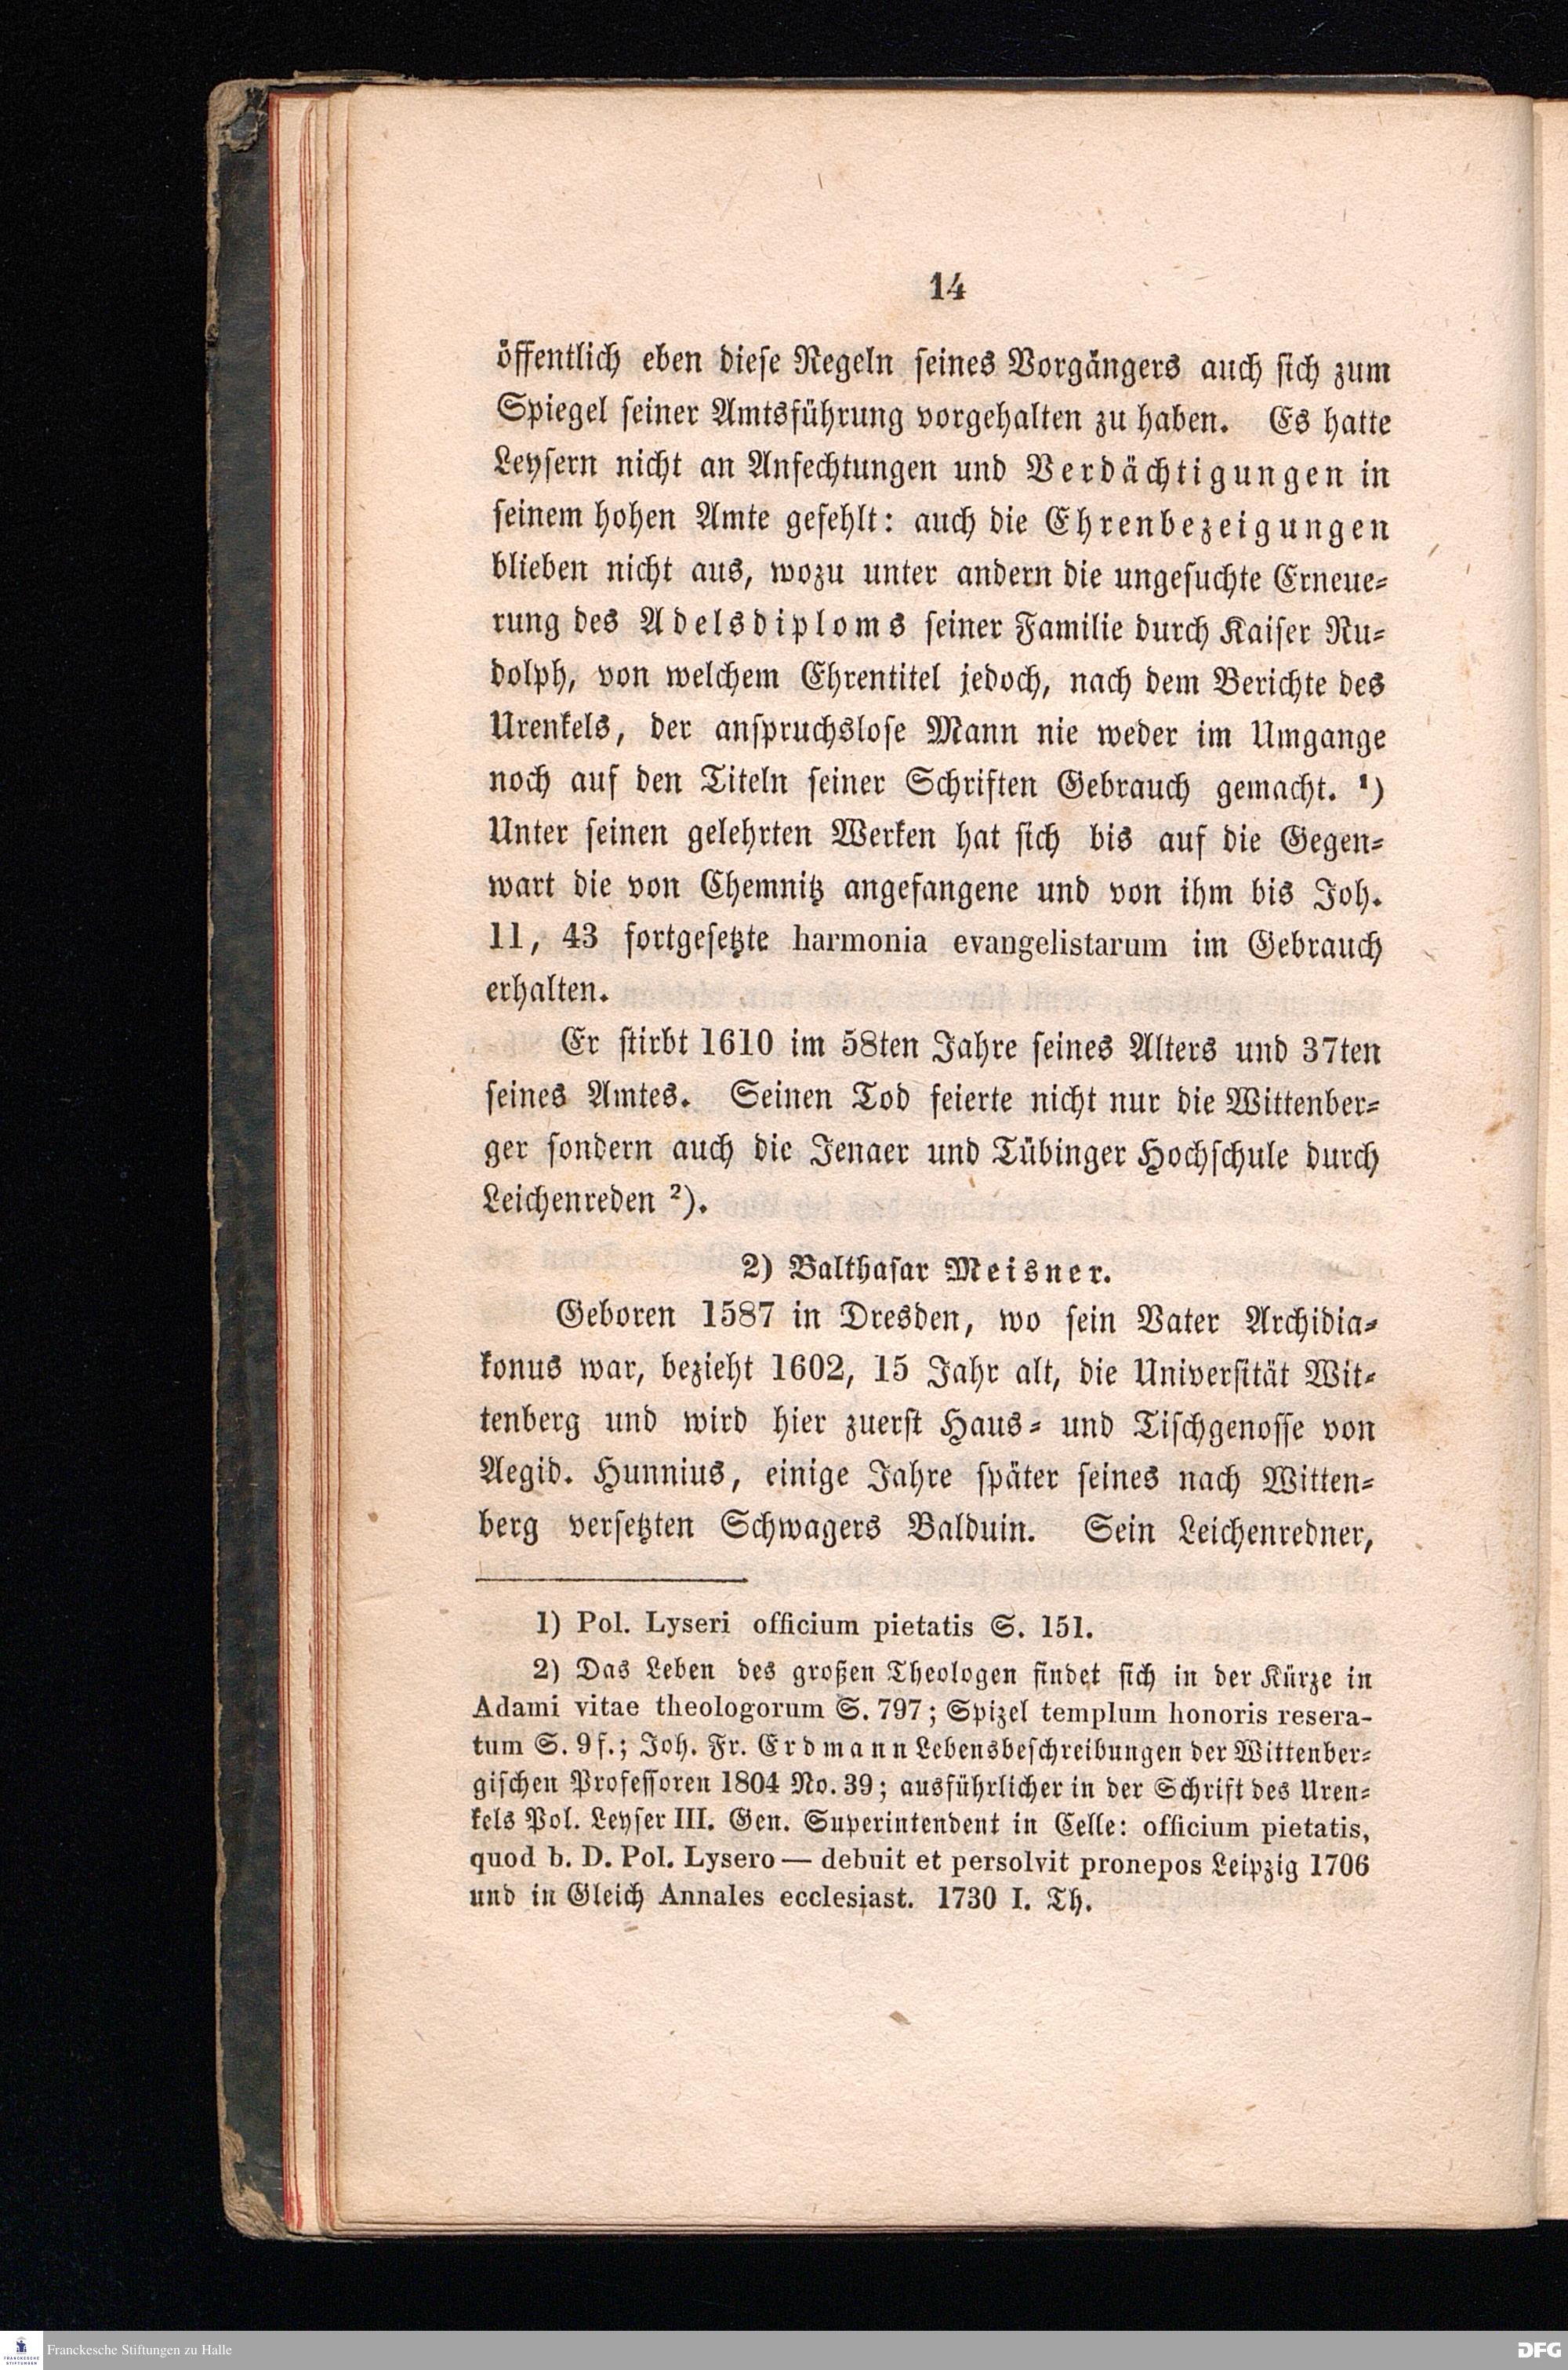 14
öffentlich eben diese Regeln seines Vorgängers auch sich zum
Spiegel seiner Amtsführung vorgehalten zu haben. Es hatte
Leysern nicht an Anfechtungen und Verdächtigungen in
seinem hohen Amte gefehlt: auch die Ehrenbezeigungen
blieben nicht aus, wozu unter andern die ungesuchte Erneue-
rung des Adelsdiploms seiner Familie durch Kaiser Ru-
dolph, von welchem Ehrentitel jedoch, nach dem Berichte des
Urenkels, der anspruchslose Mann nie weder im Umgange
noch auf den Titeln seiner Schriften Gebrauch gemacht. ¹)
Unter seinen gelehrten Werken hat sich bis auf die Gegen-
wart die von Chemnitz angefangene und von ihm bis Joh.
11, 43 fortgesetzte harmonia evangelistarum im Gebrauch
erhalten.
Er stirbt 1610 im 58ten Jahre seines Alters und 37ten
seines Amtes. Seinen Tod feierte nicht nur die Wittenber-
ger sondern auch die Jenaer und Tübinger Hochschule durch
Leichenreden ²).
2) Balthasar Meisner.
Geboren 1587 in Dresden, wo sein Vater Archidia-
konus war, bezieht 1602, 15 Jahr alt, die Universität Wit-
tenberg und wird hier zuerst Haus- und Tischgenosse von
Aegid. Hunnius, einige Jahre später seines nach Witten-
berg versetzten Schwagers Balduin. Sein Leichenredner,
1) Pol. Lyseri officium pietatis S. 151.
2) Das Leben des großen Theologen findet sich in der Kürze in
Adami vitae theologorum S. 797; Spizel templum honoris resera-
tum S. 9 f.; Joh. Fr. Erdmann Lebensbeschreibungen der Wittenber-
gischen Professoren 1804 No. 39; ausführlicher in der Schrift des Uren-
kels Pol. Leyser III. Gen. Superintendent in Celle: officium pietatis,
quod b. D. Pol. Lysero — debuit et persolvit pronepos Leipzig 1706
und in Gleich Annales ecclesiast. 1730 I. Th.
Franckesche Stiftungen zu Halle
FRANCKESCHE
STIFTUNGEN
DFG